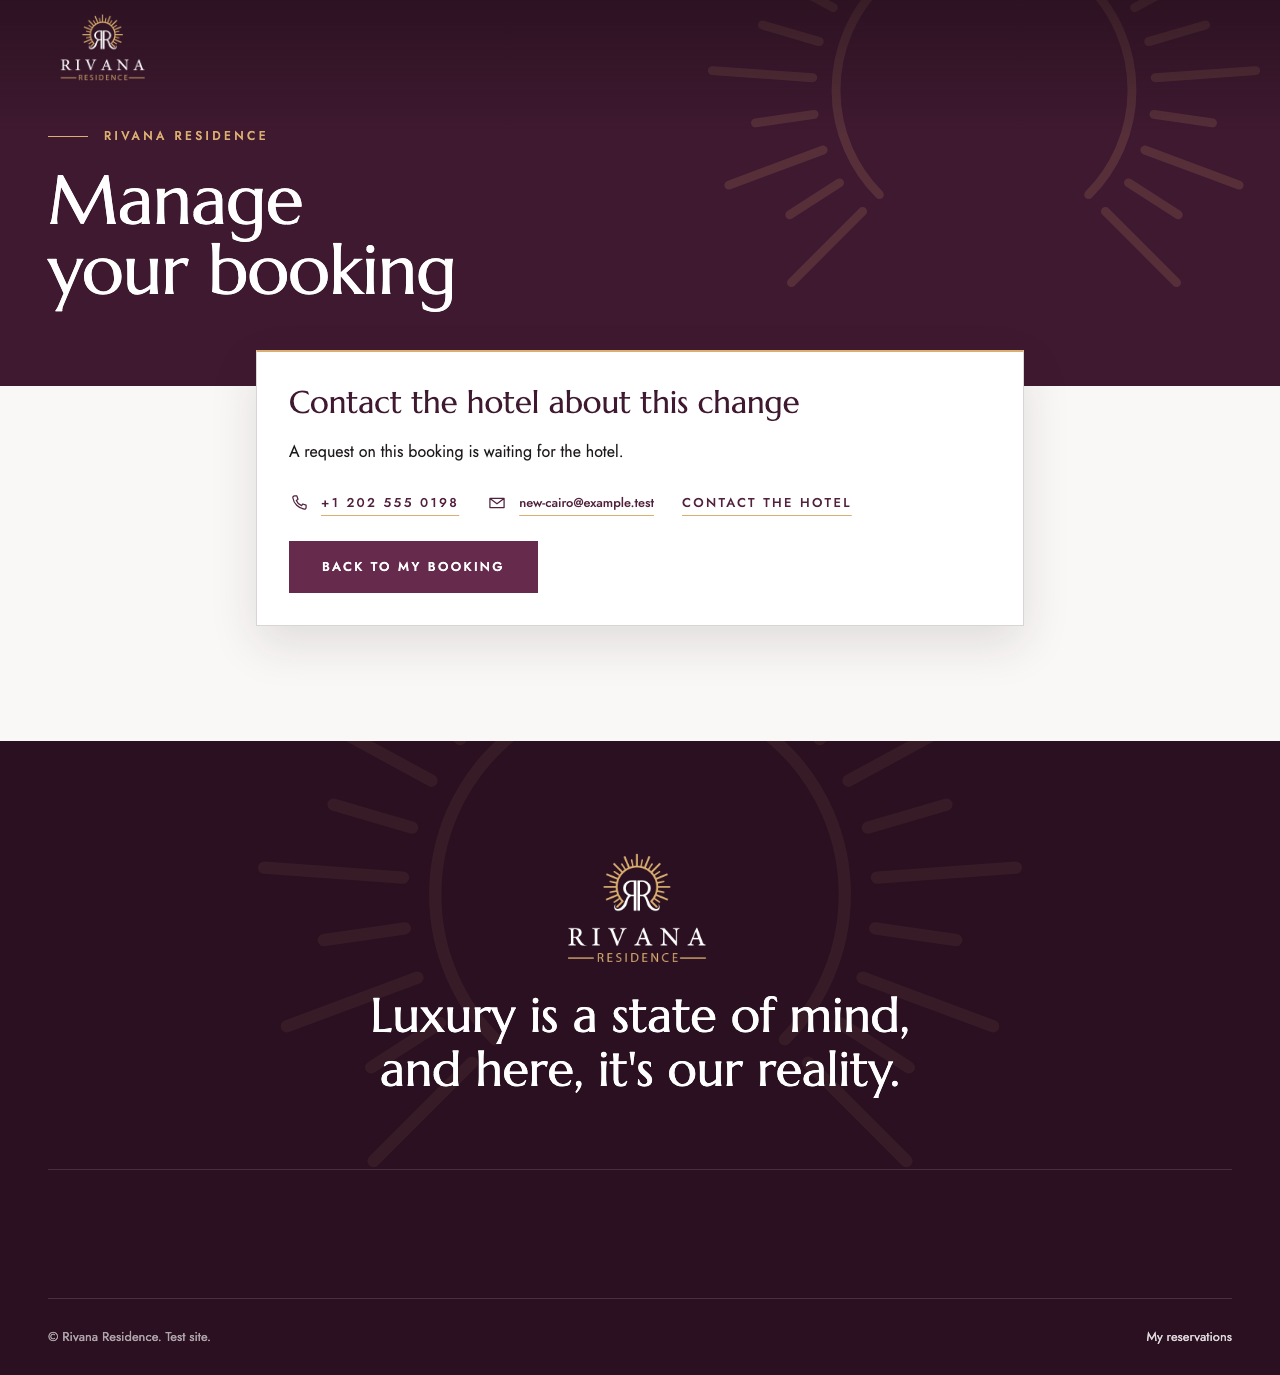 RIVANA
RESIDENCE
RIVANA RESIDENCE
Manage
your booking
Contact the hotel about this change
A request on this booking is waiting for the hotel.
+1 202 555 0198 new-cairo@example.test CONTACT THE HOTEL
BACK TO MY BOOKING
RIVANA
RESIDENCE
Luxury is a state of mind,
and here, it's our reality.
© Rivana Residence. Test site. My reservations